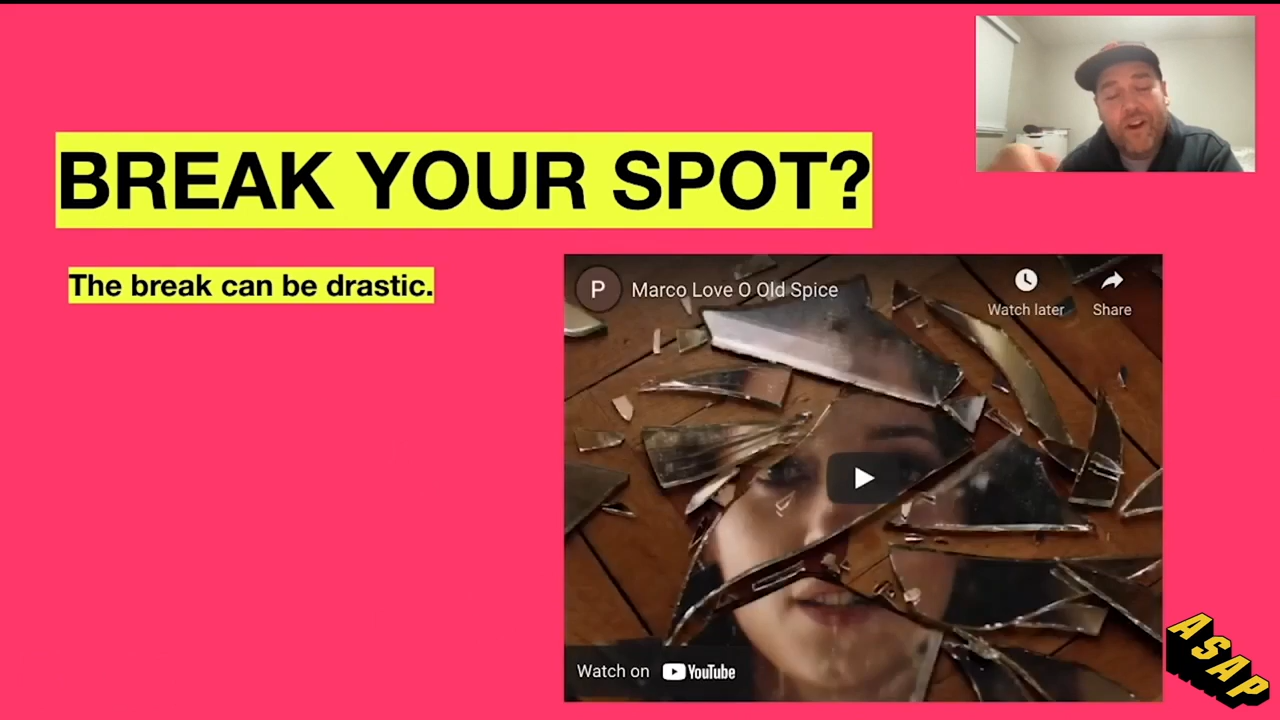 BREAK YOUR SPOT?
The break can be drastic.
P
Marco Love O Old Spice
Watch later
Share
Watch on YouTube
ASAP